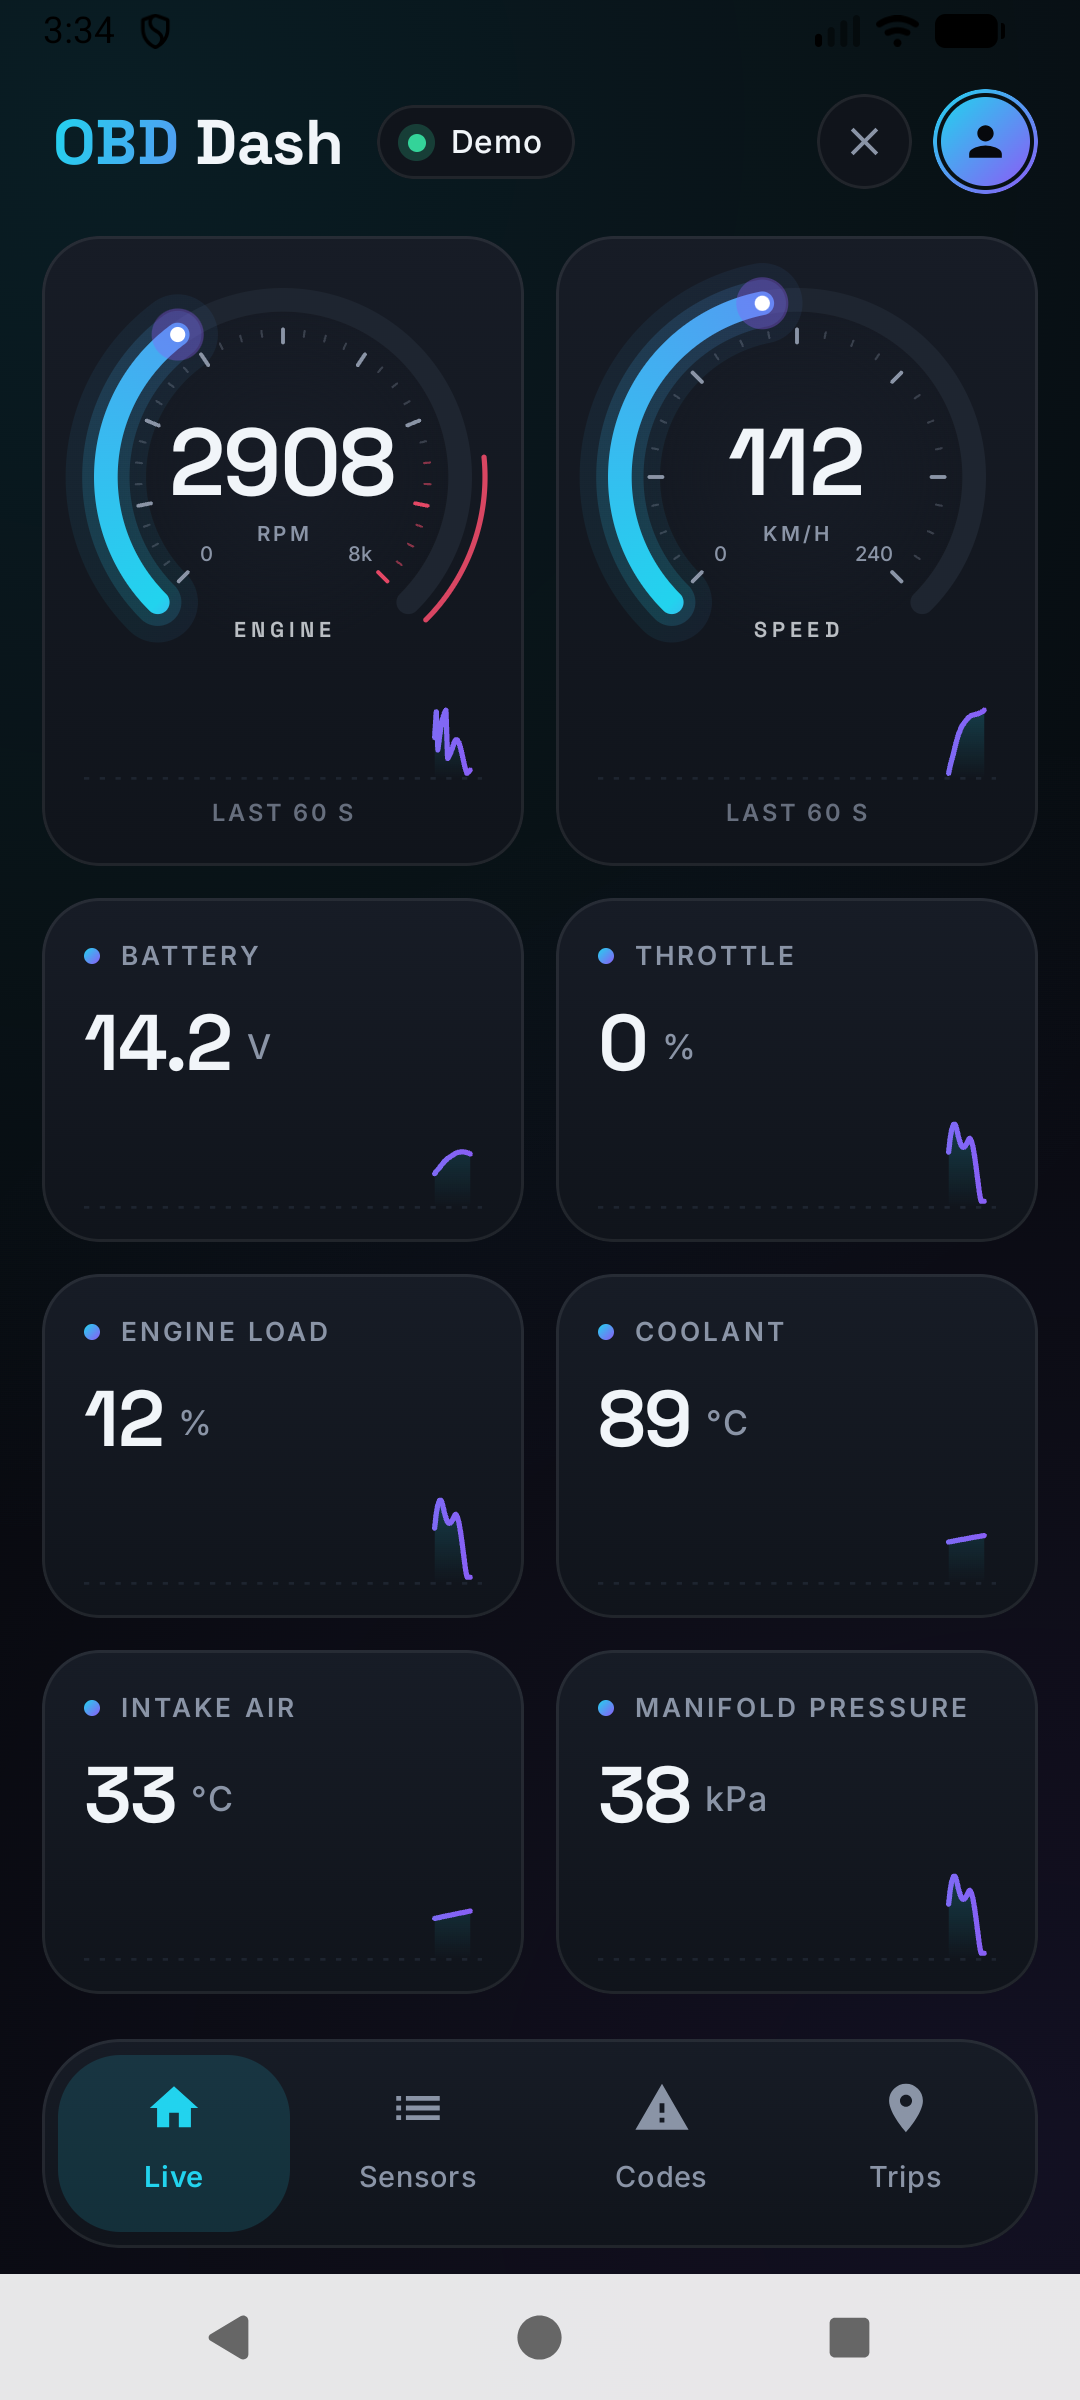 3:34
OBD Dash Demo
2908
RPM
0 8k
ENGINE
LAST 60 S
112
KM/H
0 240
SPEED
LAST 60 S
BATTERY
14.2 V
THROTTLE
0 %
ENGINE LOAD
12 %
COOLANT
89 °C
INTAKE AIR
33 °C
MANIFOLD PRESSURE
38 kPa
Live Sensors Codes Trips